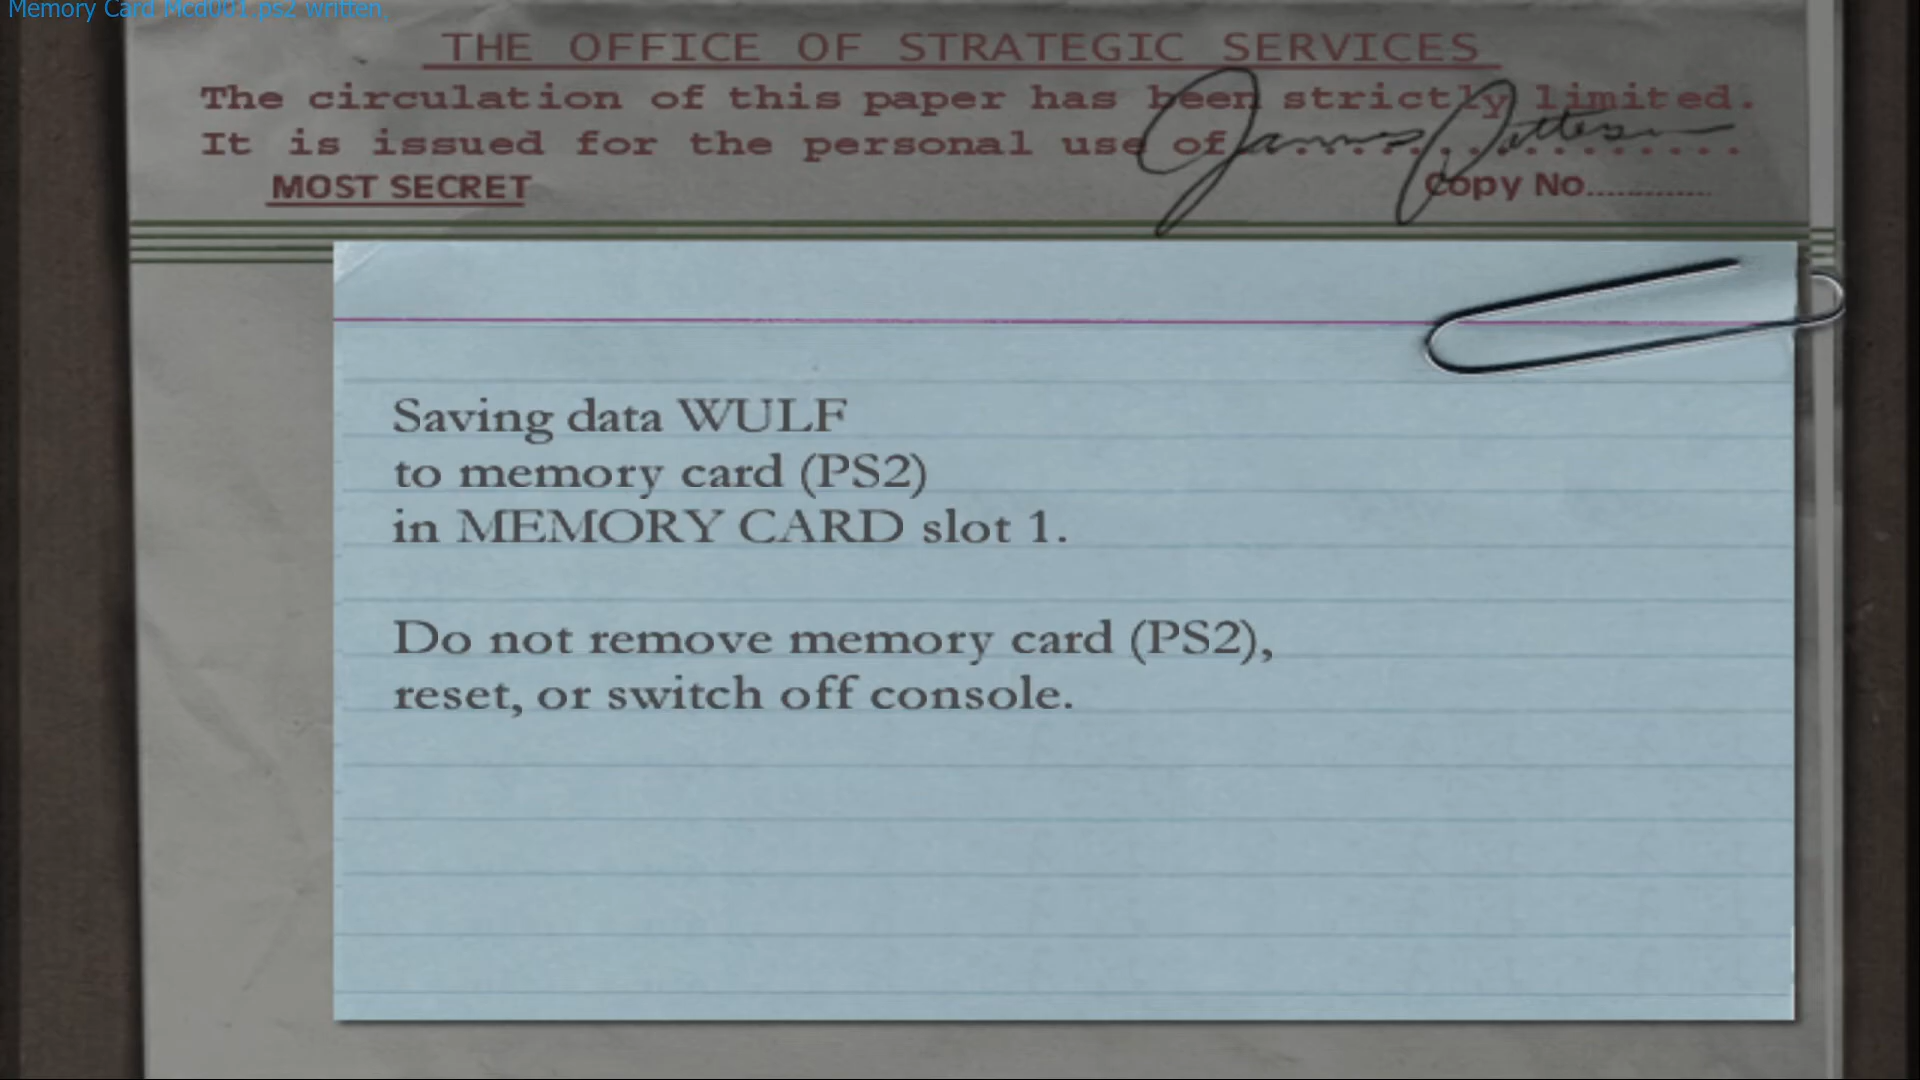 Memory Card Mcd001.ps2 written.
THE OFFICE OF STRATEGIC SERVICES
The circulation of this paper has been strictly limited.
It is issued for the personal use of James Patterson
MOST SECRET
Copy No............
Saving data WULF
to memory card (PS2)
in MEMORY CARD slot 1.
Do not remove memory card (PS2),
reset, or switch off console.